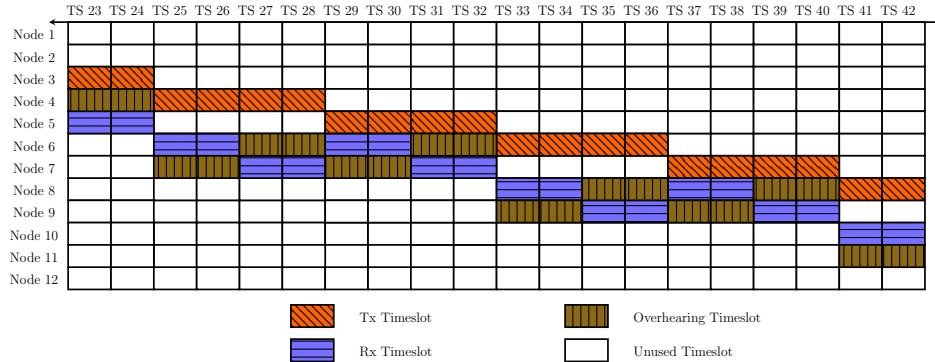 TS 23 TS 24 TS 25 TS 26 TS 27 TS 28 TS 29 TS 30 TS 31 TS 32 TS 33 TS 34 TS 35 TS 36 TS 37 TS 38 TS 39 TS 40 TS 41 TS 42
Node 1
Node 2
Node 3
Node 4
Node 5
Node 6
Node 7
Node 8
Node 9
Node 10
Node 11
Node 12
Tx Timeslot Overhearing Timeslot
Rx Timeslot Unused Timeslot